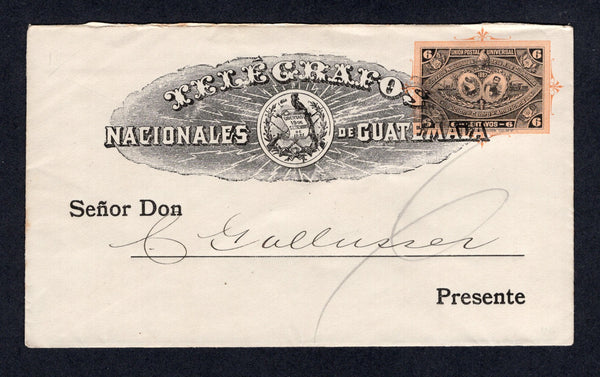 TELEGRAFOS
NACIONALES DE GUATEMALA
6 UNION POSTAL UNIVERSAL 6
6 CENTAVOS - 6
Señor Don
C Gallusser
Presente